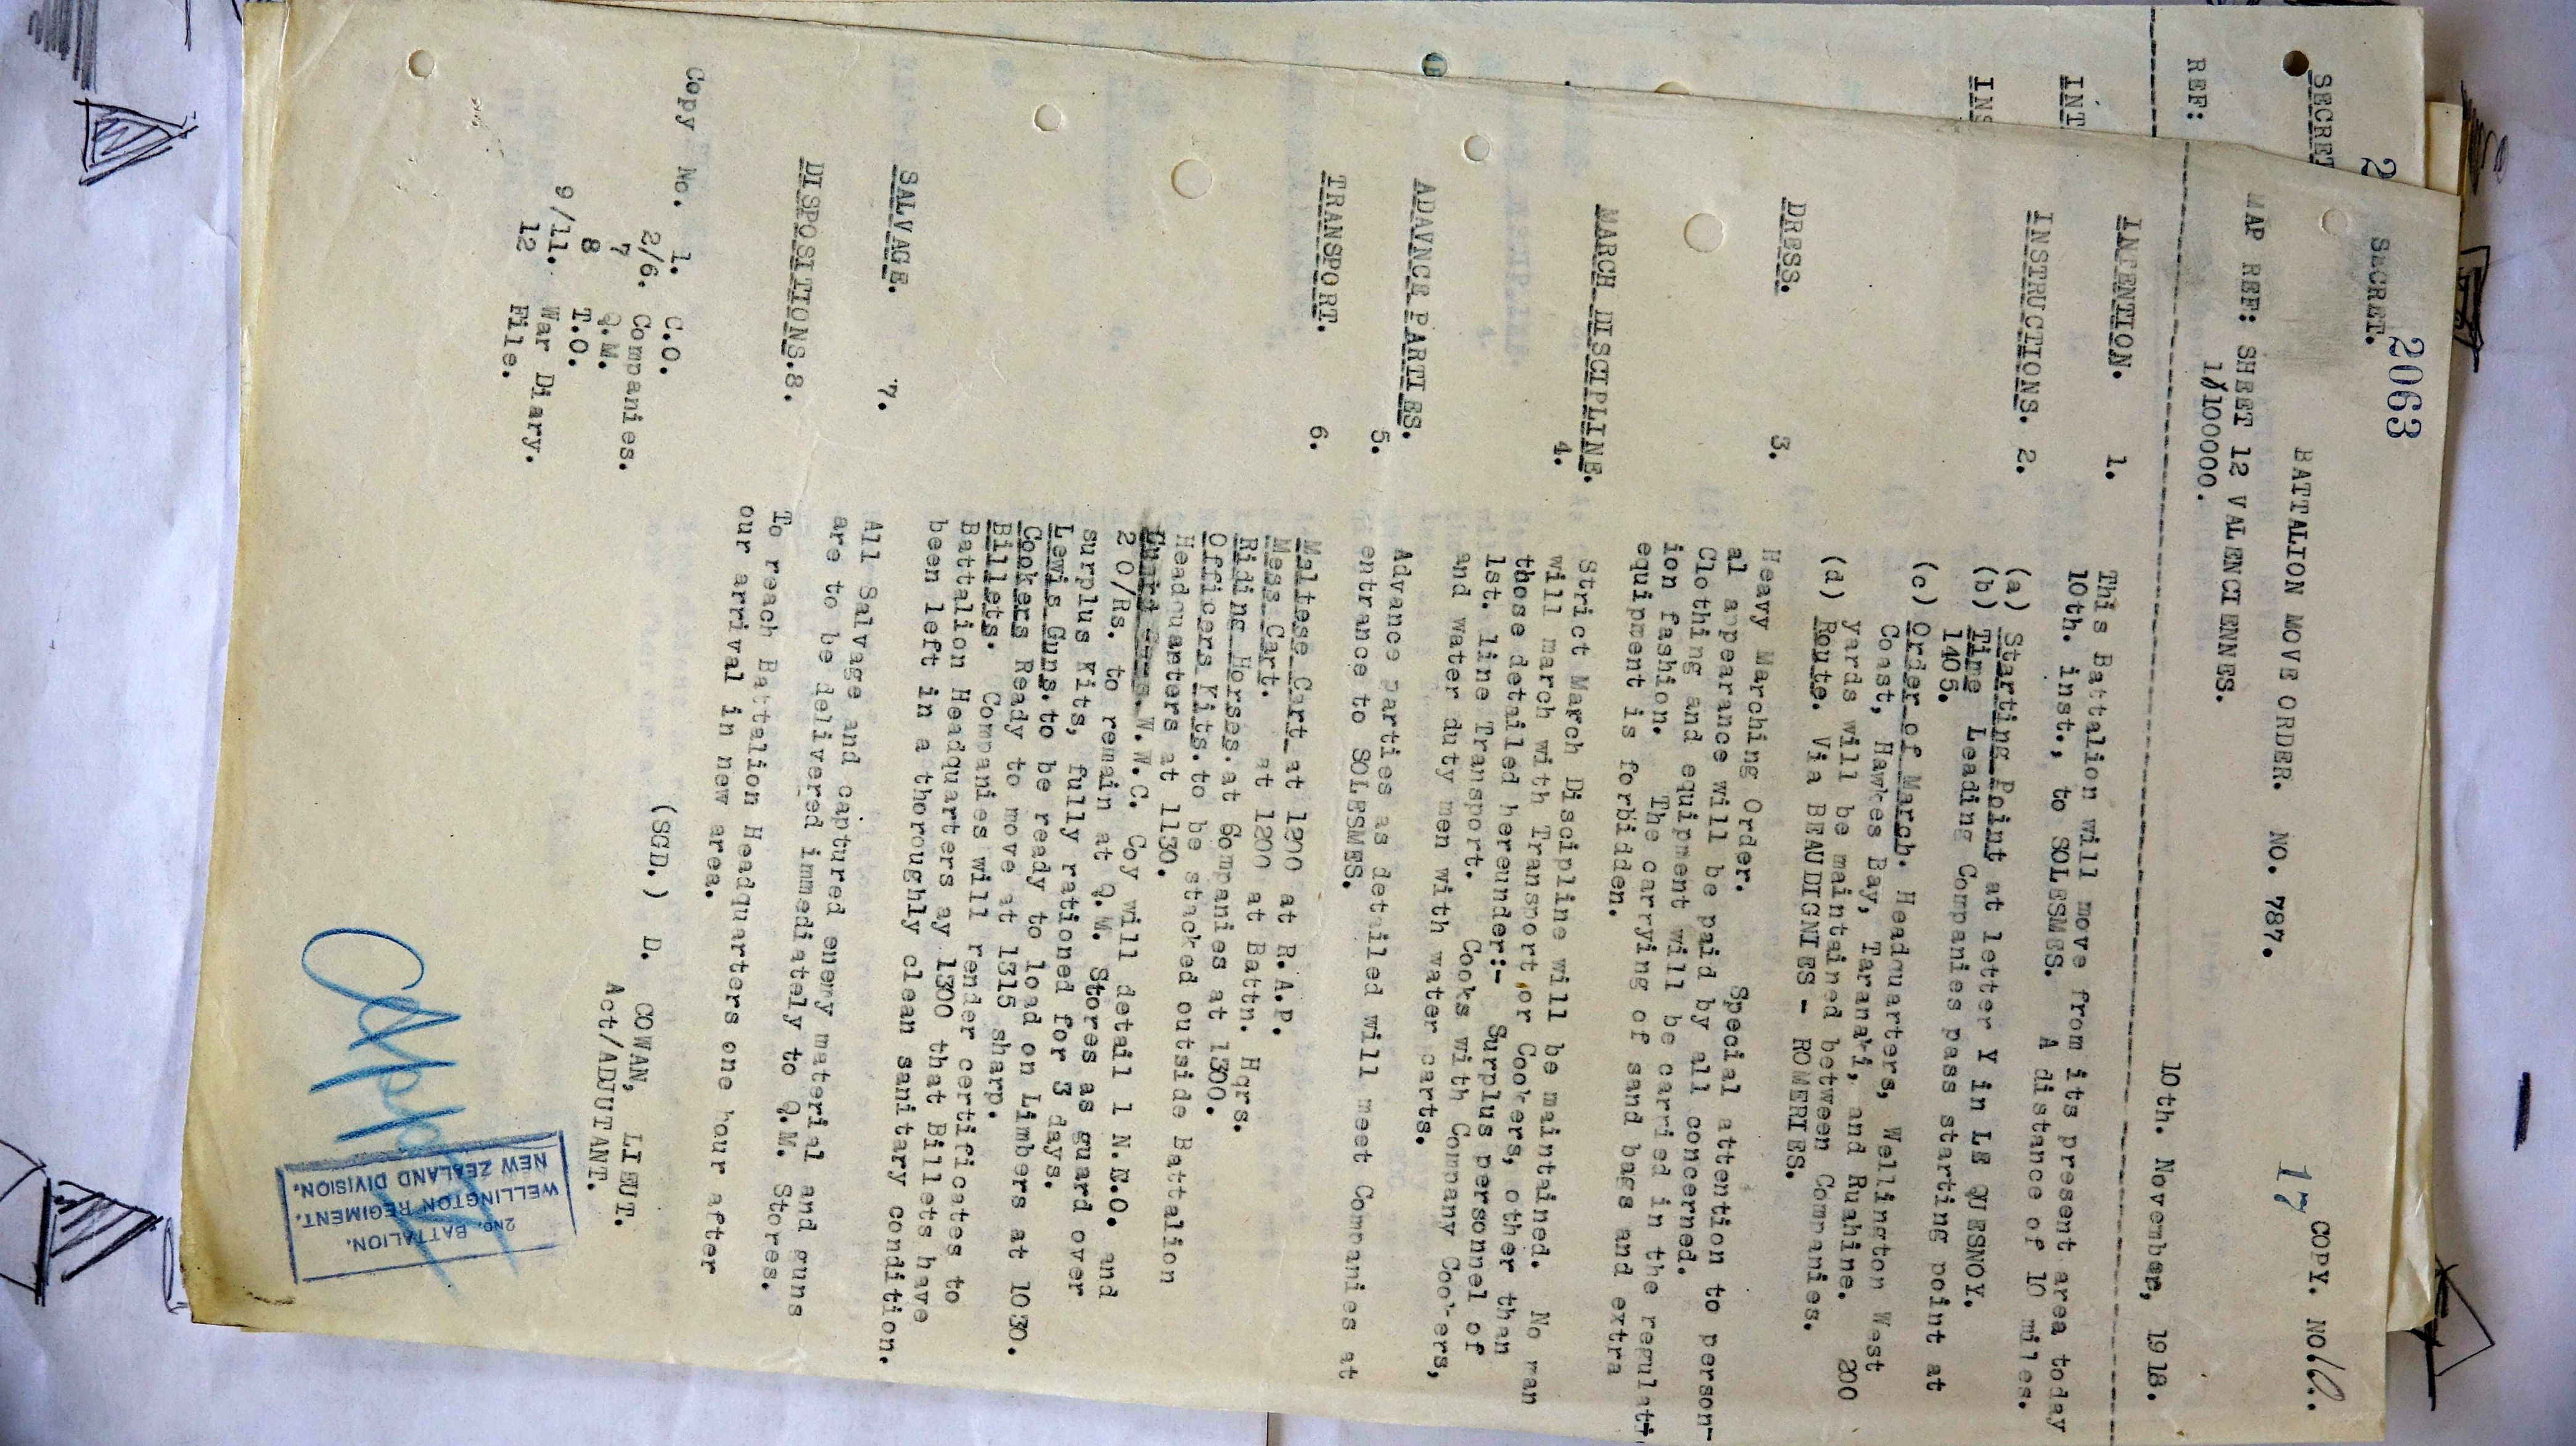 SECRET
2
REF:
INT
INS
2063
SECRET.
17 COPY. NO.
BATTALION MOVE ORDER. NO. 787.
MAP REF: SHEET 12 VALENCIENNES.
1/100000.
10th. November, 1918.
INTENTION. 1. This Battalion will move from its present area today
10th. inst., to SOLESMES. A distance of 10 miles.
INSTRUCTIONS. 2. (a) Starting Point at letter Y in LE QUESNOY.
(b) Time Leading Companies pass starting point at
1405.
(c) Order of March. Headquarters, Wellington West
Coast, Hawkes Bay, Taranaki, and Ruahine. 200
yards will be maintained between Companies.
(d) Route. Via BEAUDIGNIES - ROMERIES.
DRESS. 3. Heavy Marching Order. Special attention to person-
al appearance will be paid by all concerned.
Clothing and equipment will be carried in the regulatt
ion fashion. The carrying of sand bags and extra
equipment is forbidden.
MARCH DISCIPLINE. 4. Strict March Discipline will be maintained. No man
will march with Transport,or Cookers, other than
those detailed hereunder:- Surplus personnel of
1st. line Transport. Cooks with Company Cookers,
and water duty men with water carts.
ADAVNCE PARTIES. 5. Advance parties as detailed will meet Companies at
entrance to SOLESMES.
TRANSPORT. 6. Maltese Cart at 1200 at R.A.P.
Mess Cart. at 1200 at Battn. Hqrs.
Riding Horses.at Companies at 1300.
Officers Kits.to be stacked outside Battalion
Headquarters at 1130.
W.W.C. Coy will detail 1 N.E.O. and
2 O/Rs. to remain at Q.M. Stores as guard over
surplus Kits, fully rationed for 3 days.
Lewis Guns.to be ready to load on Limbers at 1030.
Cookers Ready to move at 1315 sharp.
Billets. Companies will render certificates to
Battalion Headquarters ay 1300 that Billets have
been left in a thoroughly clean sanitary condition.
SALVAGE. 7. All Salvage and captured enemy material and guns
are to be delivered immediately to Q.M. Stores.
DISPOSITIONS.8. To reach Battalion Headquarters one hour after
our arrival in new area.
(SGD.) D. COWAN, LIEUT.
Act/ADUUTANT.
Copy No. 1. C.O.
2/6. Companies.
7 Q.M.
8 T.O.
9/11. War Diary.
12 File.
2ND. BATTALION.
WELLINGTON REGIMENT.
NEW ZEALAND DIVISION.